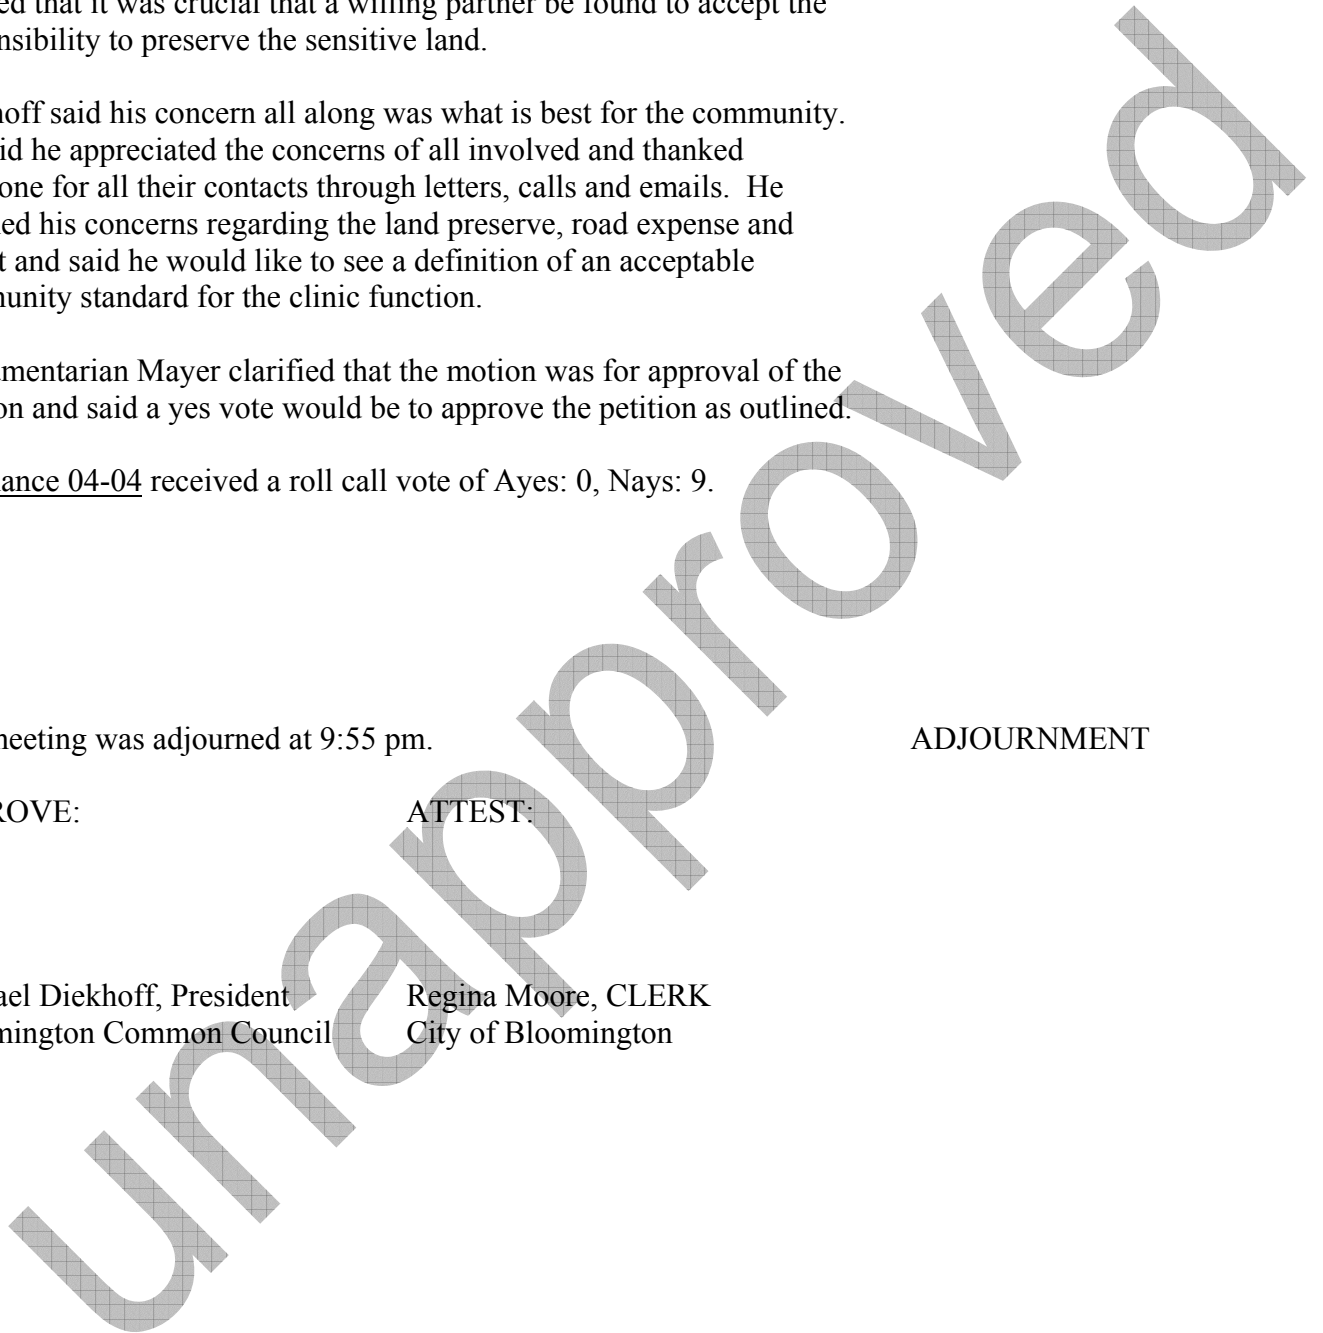 ed that it was crucial that a willing partner be found to accept the
nsibility to preserve the sensitive land.
hoff said his concern all along was what is best for the community.
id he appreciated the concerns of all involved and thanked
one for all their contacts through letters, calls and emails. He
ed his concerns regarding the land preserve, road expense and
t and said he would like to see a definition of an acceptable
munity standard for the clinic function.
mentarian Mayer clarified that the motion was for approval of the
on and said a yes vote would be to approve the petition as outlined.
ance 04-04 received a roll call vote of Ayes: 0, Nays: 9.
neeting was adjourned at 9:55 pm. ADJOURNMENT
ROVE: ATTEST:
ael Diekhoff, President Regina Moore, CLERK
mington Common Council City of Bloomington
unapproved